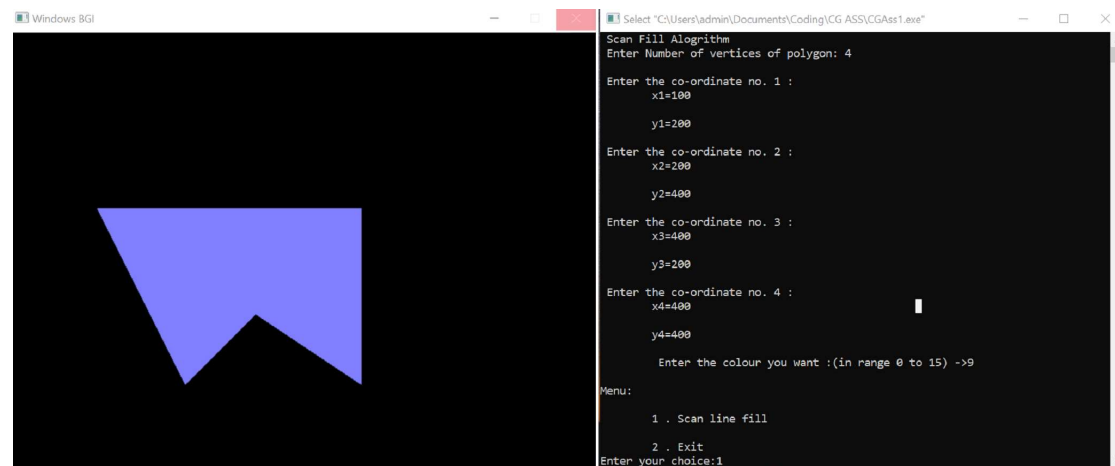 Windows BGI
Select "C:\Users\admin\Documents\Coding\CG ASS\CGAss1.exe"
Scan Fill Alogrithm
Enter Number of vertices of polygon: 4
Enter the co-ordinate no. 1 :
x1=100
y1=200
Enter the co-ordinate no. 2 :
x2=200
y2=400
Enter the co-ordinate no. 3 :
x3=400
y3=200
Enter the co-ordinate no. 4 :
x4=400
y4=400
Enter the colour you want :(in range 0 to 15) ->9
Menu:
1 . Scan line fill
2 . Exit
Enter your choice:1